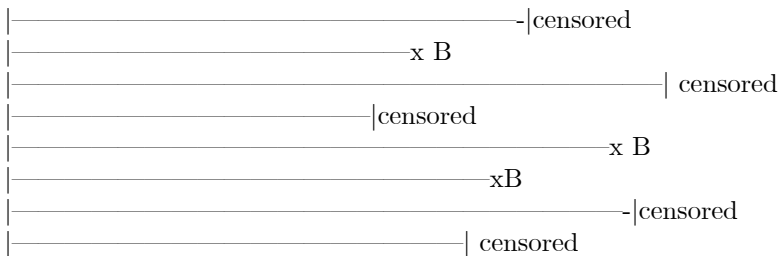 |-|censored
|x B
| | censored
| |censored
|x B
|xB
|-|censored
| | censored